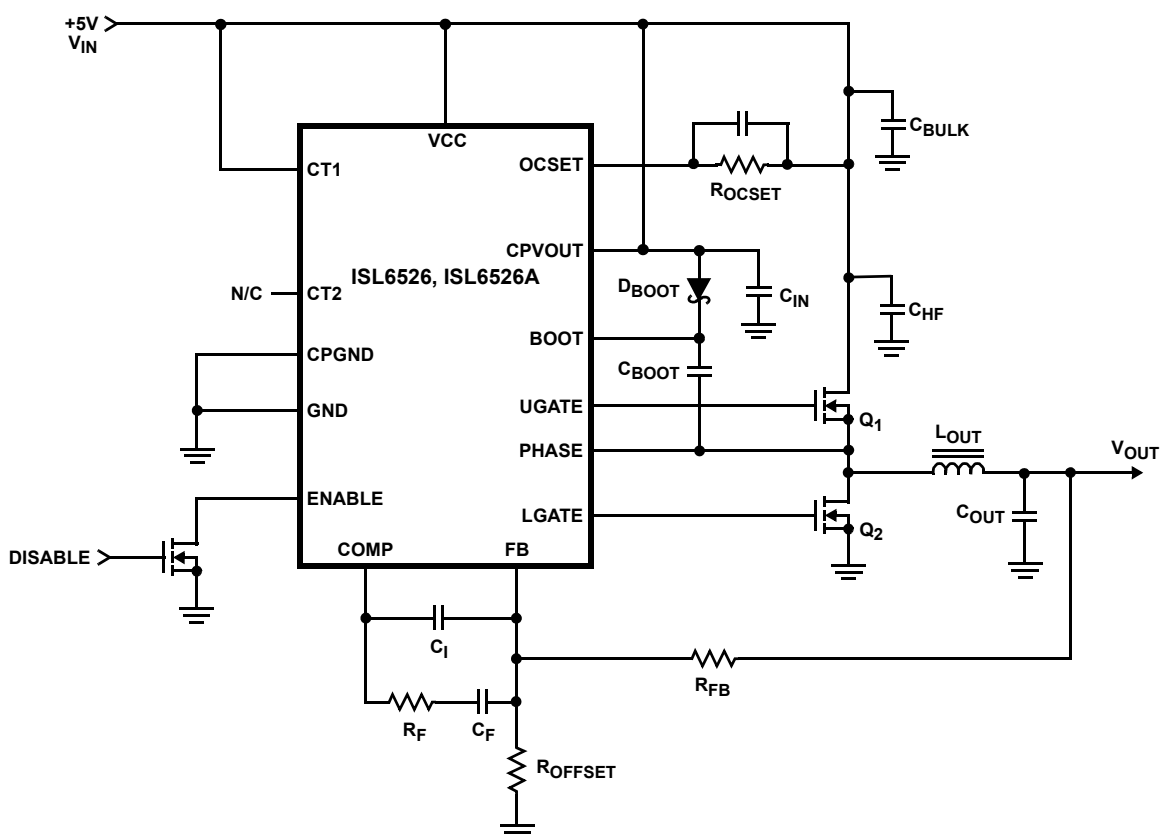 +5V
VIN
VCC
CT1
OCSET
ROCSET
CBULK
CPVOUT
ISL6526, ISL6526A
DBOOT
CIN
CHF
N/C
CT2
BOOT
CBOOT
CPGND
UGATE
Q1
GND
PHASE
LOUT
VOUT
ENABLE
LGATE
Q2
COUT
DISABLE
COMP
FB
CI
RFB
RF
CF
ROFFSET